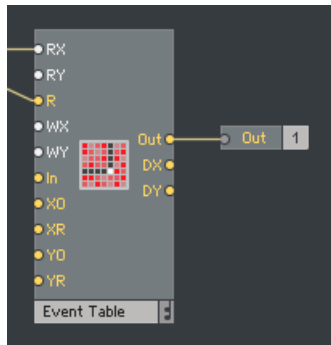 RX
RY
R
WX
WY
In
XO
XR
YO
YR
Out
DX
DY
Out 1
Event Table